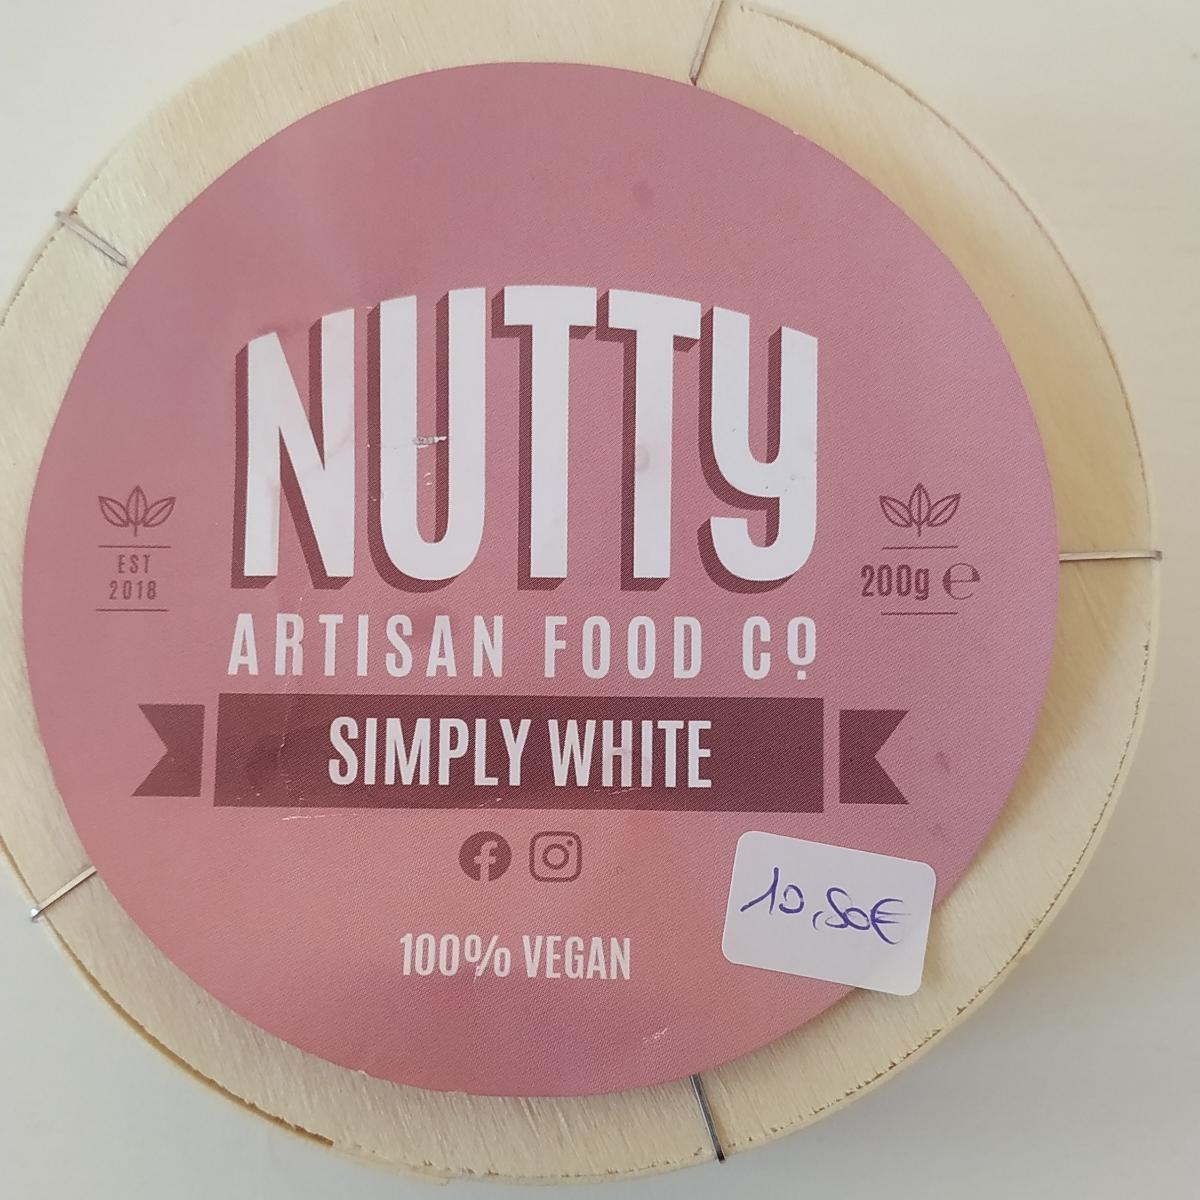 NUTTY
EST
2018
200g ℮
ARTISAN FOOD Cº
SIMPLY WHITE
100% VEGAN
10,50€